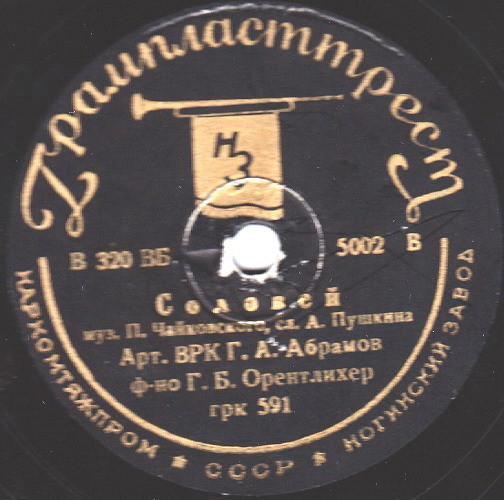 Грампласттрест
НЗ
В 320 ВБ. 5002 В
Соловей
муз. П. Чайковского, сл. А. Пушкина
Арт. ВРК Г. А. Абрамов
ф-но Г. Б. Орентлихер
грк 591
НАРКОМТЯЖПРОМ ★ СССР ★ НОГИНСКИЙ ЗАВОД